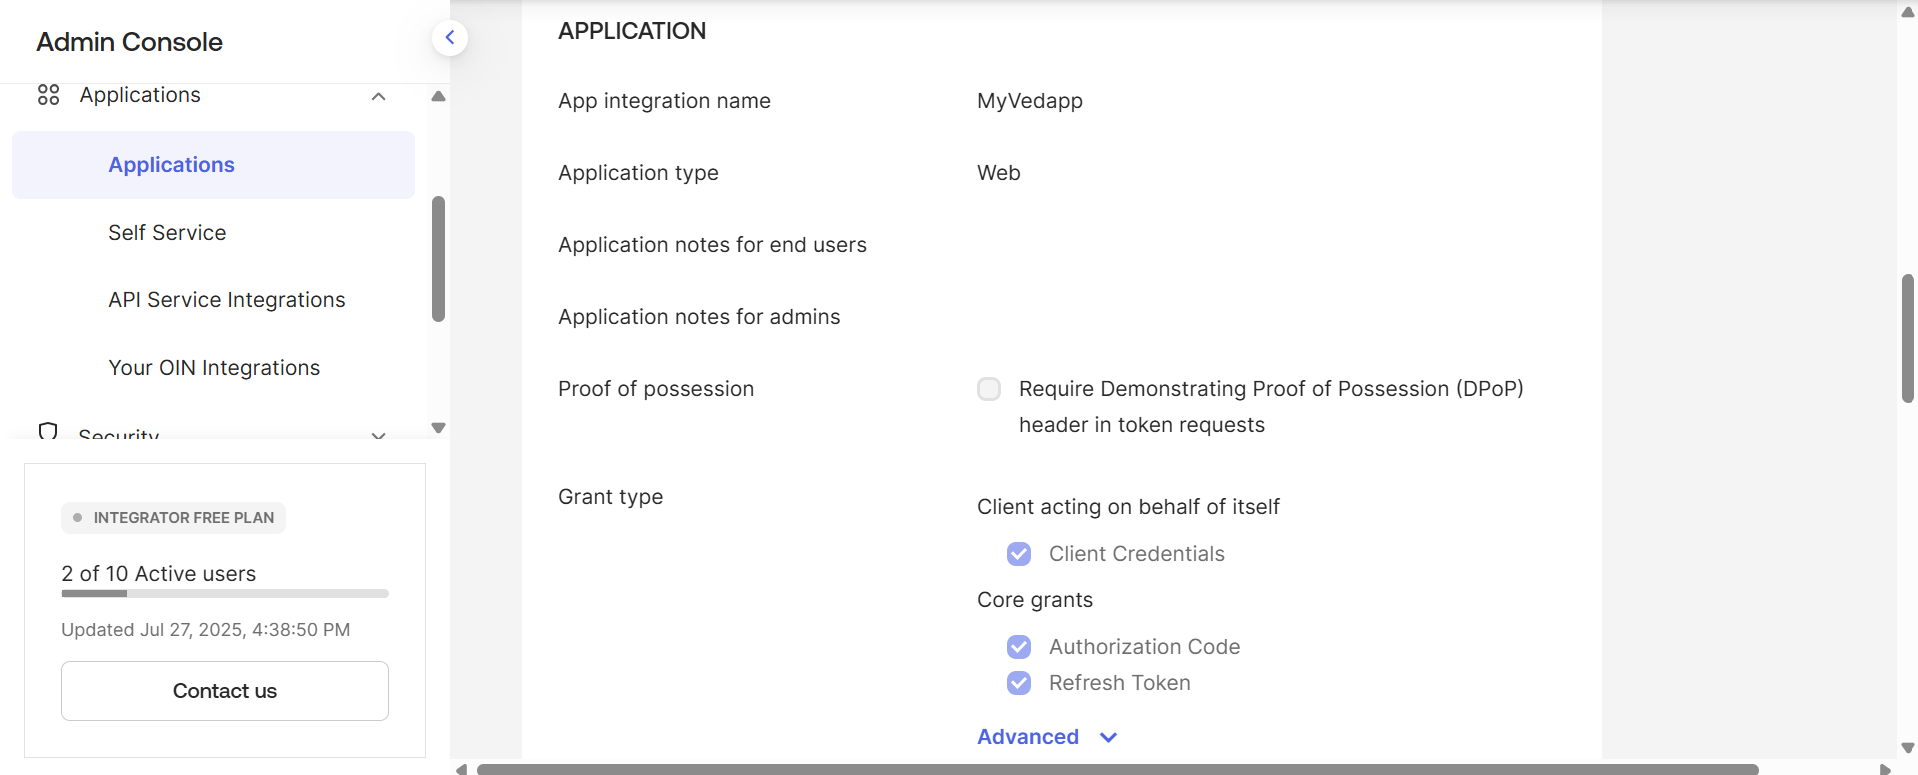 Admin Console
Applications
Applications
Self Service
API Service Integrations
Your OIN Integrations
Security
INTEGRATOR FREE PLAN
2 of 10 Active users
Updated Jul 27, 2025, 4:38:50 PM
Contact us
APPLICATION
App integration name
MyVedapp
Application type
Web
Application notes for end users
Application notes for admins
Proof of possession
Require Demonstrating Proof of Possession (DPoP)
header in token requests
Grant type
Client acting on behalf of itself
Client Credentials
Core grants
Authorization Code
Refresh Token
Advanced